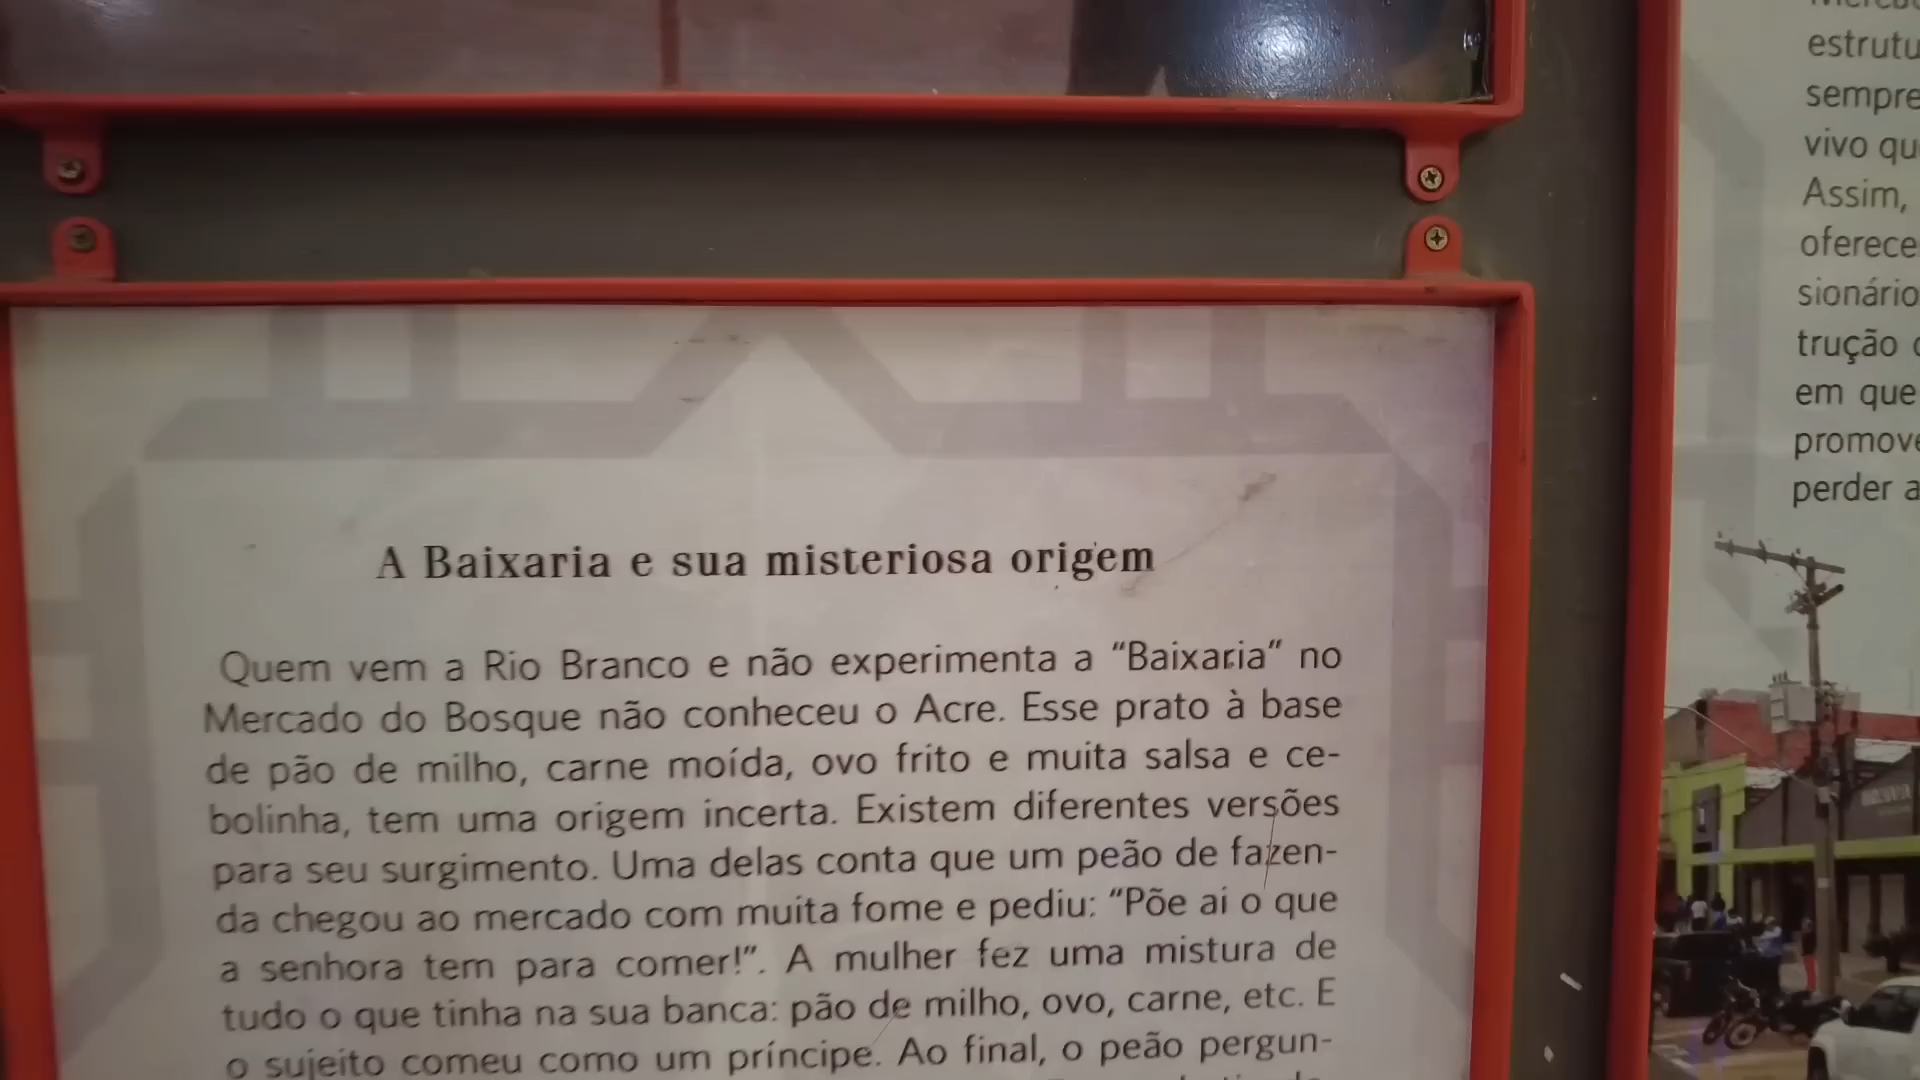 A Baixaria e sua misteriosa origem
Quem vem a Rio Branco e não experimenta a “Baixaria” no
Mercado do Bosque não conheceu o Acre. Esse prato à base
de pão de milho, carne moída, ovo frito e muita salsa e ce-
bolinha, tem uma origem incerta. Existem diferentes versões
para seu surgimento. Uma delas conta que um peão de fazen-
da chegou ao mercado com muita fome e pediu: “Põe ai o que
a senhora tem para comer!”. A mulher fez uma mistura de
tudo o que tinha na sua banca: pão de milho, ovo, carne, etc. E
o sujeito comeu como um príncipe. Ao final, o peão pergun-
estrutu
sempre
vivo qu
Assim,
oferece
sionário
trução
em que
promove
perder a